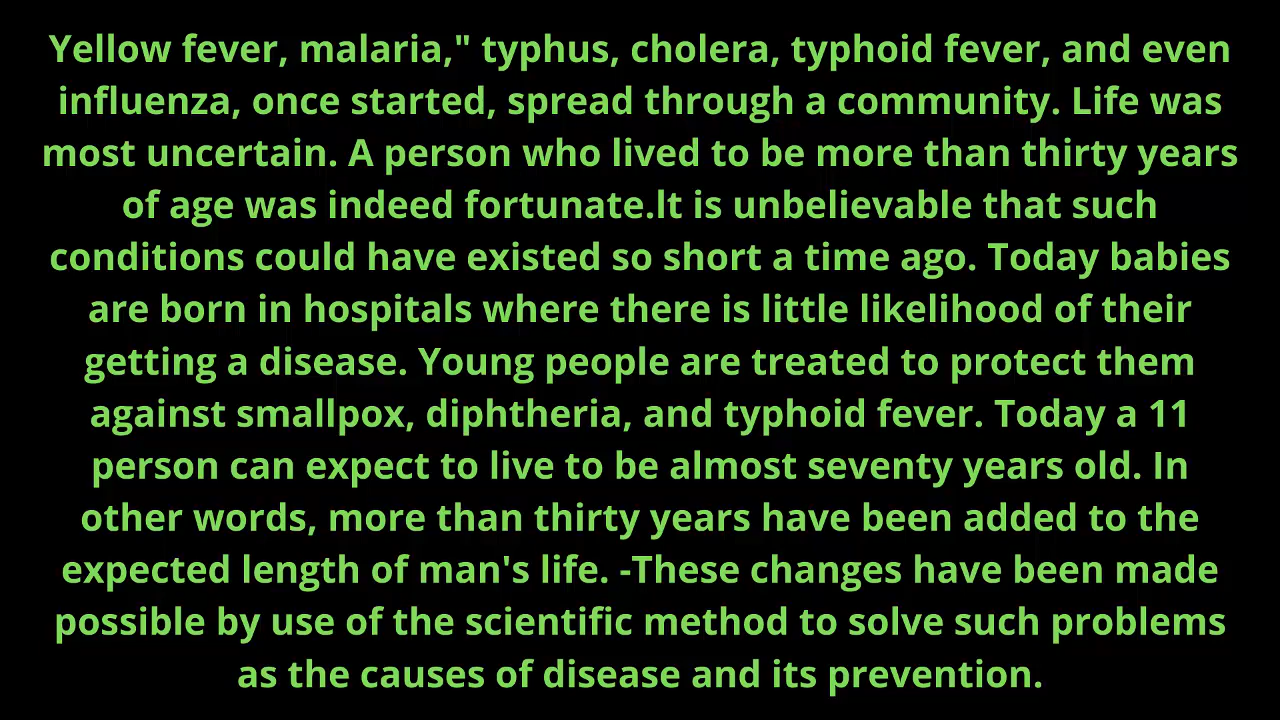 Yellow fever, malaria," typhus, cholera, typhoid fever, and even
influenza, once started, spread through a community. Life was
most uncertain. A person who lived to be more than thirty years
of age was indeed fortunate.lt is unbelievable that such
conditions could have existed so short a time ago. Today babies
are born in hospitals where there is little likelihood of their
getting a disease. Young people are treated to protect them
against smallpox, diphtheria, and typhoid fever. Today a 11
person can expect to live to be almost seventy years old. In
other words, more than thirty years have been added to the
expected length of man's life. -These changes have been made
possible by use of the scientific method to solve such problems
as the causes of disease and its prevention.